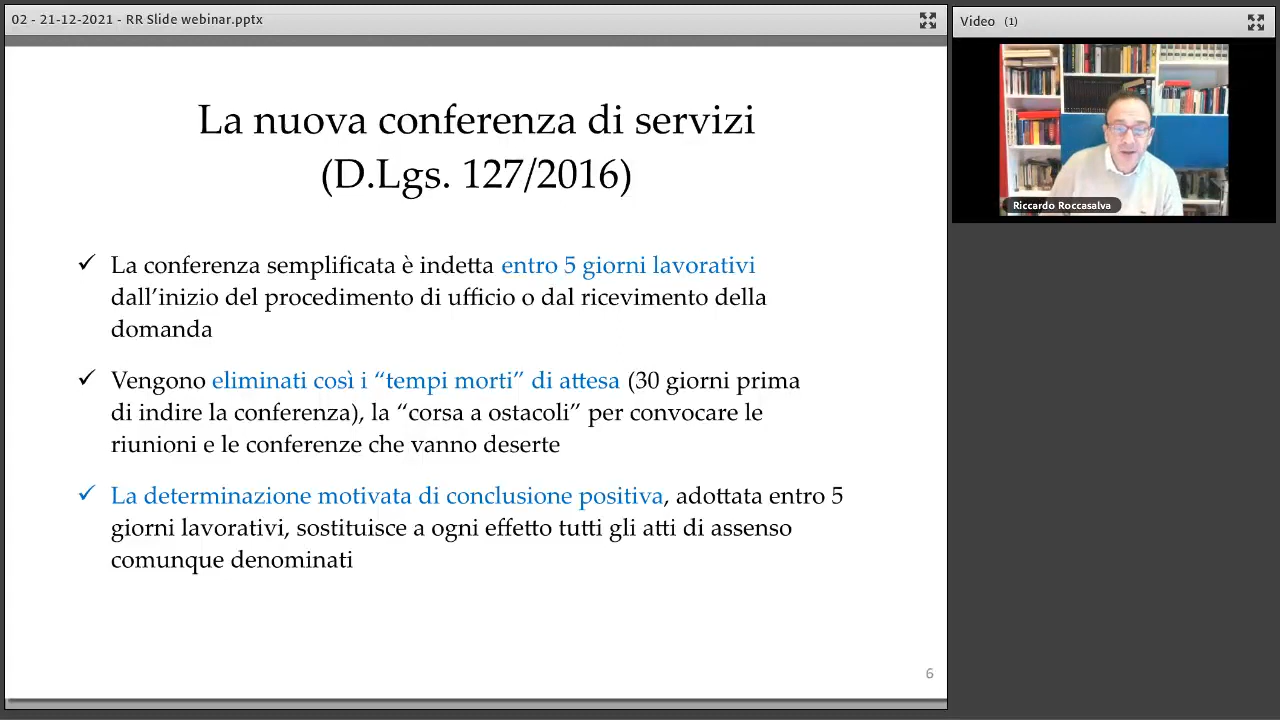 02 - 21-12-2021 - RR Slide webinar.pptx
La nuova conferenza di servizi
(D.Lgs. 127/2016)
✓ La conferenza semplificata è indetta entro 5 giorni lavorativi
dall’inizio del procedimento di ufficio o dal ricevimento della
domanda
✓ Vengono eliminati così i “tempi morti” di attesa (30 giorni prima
di indire la conferenza), la “corsa a ostacoli” per convocare le
riunioni e le conferenze che vanno deserte
✓ La determinazione motivata di conclusione positiva, adottata entro 5
giorni lavorativi, sostituisce a ogni effetto tutti gli atti di assenso
comunque denominati
6
Video (1)
Riccardo Roccasalva